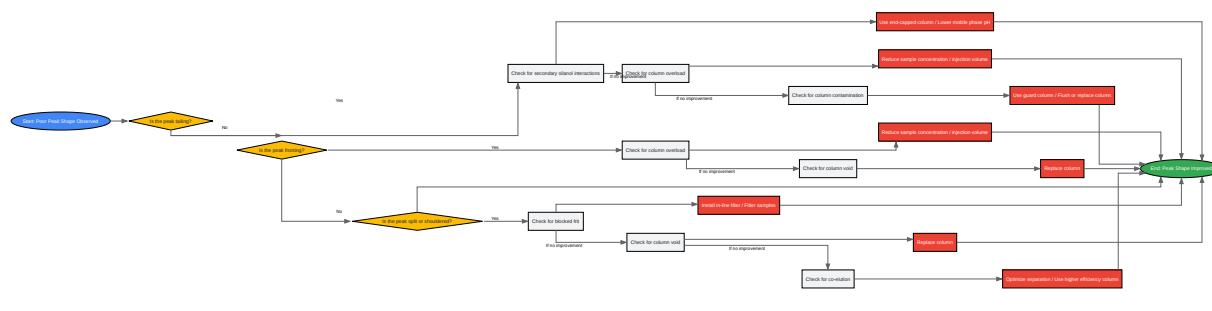 Use end-capped column / Lower mobile phase pH
Reduce sample concentration / Injection volume
Check for secondary silanol interactions
If no improvement
Check for column overload
Check for column contamination
If no improvement
Use guard column / Flush or replace column
Yes
Start: Poor Peak Shape Observed
Is the peak tailing?
No
Reduce sample concentration / Injection volume
Is the peak fronting?
Yes
Check for column overload
If no improvement
Check for column void
Replace column
End: Peak Shape Improved
No
Is the peak split or shouldered?
Yes
Check for blocked frit
Install in-line filter / Filter samples
If no improvement
Check for column void
If no improvement
Replace column
Check for co-elution
Optimize separation / Use higher efficiency column